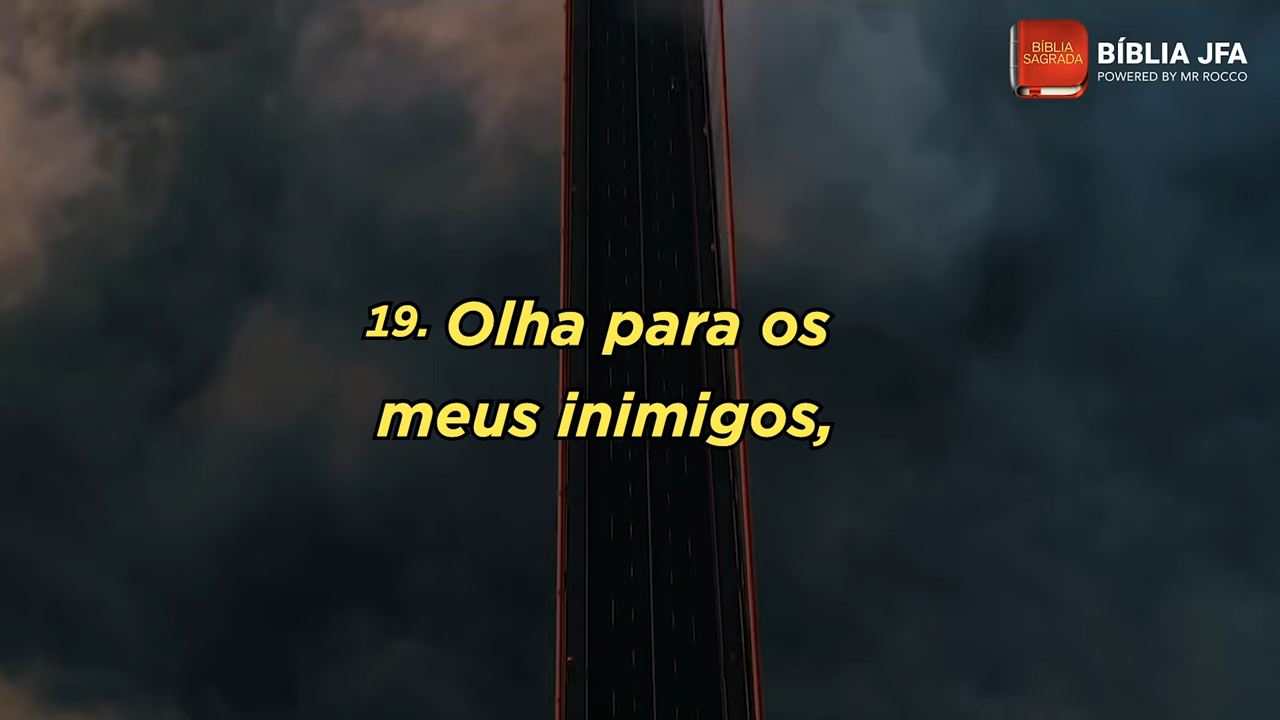 BÍBLIA
SAGRADA
BÍBLIA JFA
POWERED BY MR ROCCO
19. Olha para os
meus inimigos,